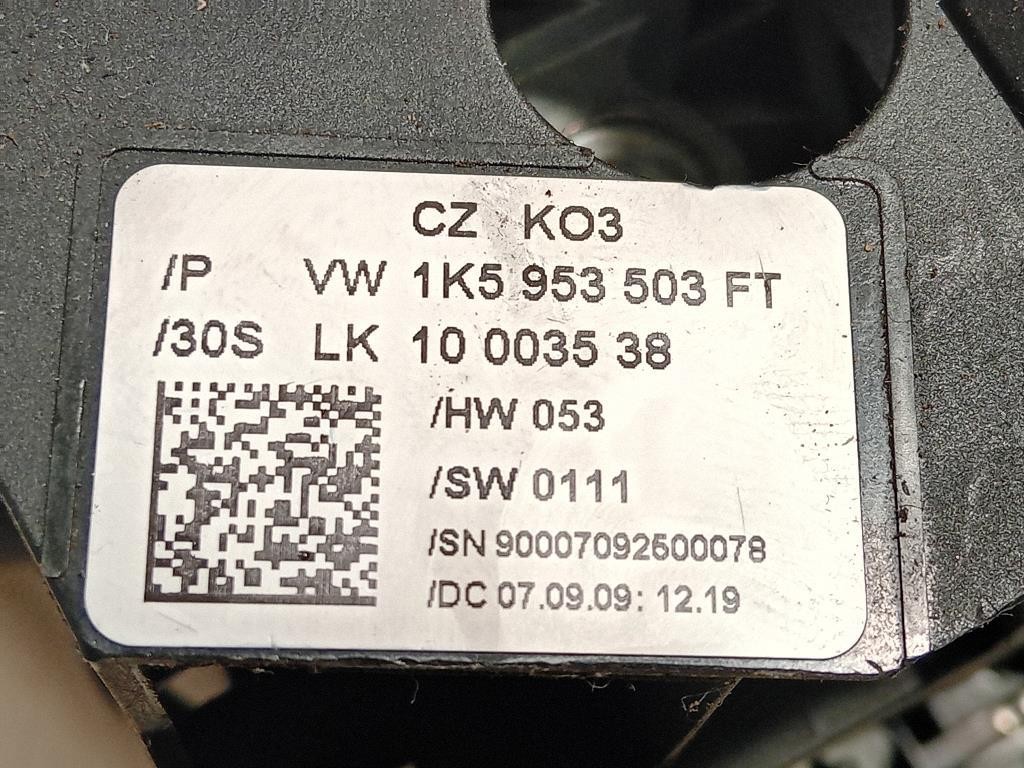 CZ KO3
/P VW 1K5 953 503 FT
/30S LK 10 0035 38
/HW 053
/SW 0111
/SN 90007092500078
/DC 07.09.09: 12.19